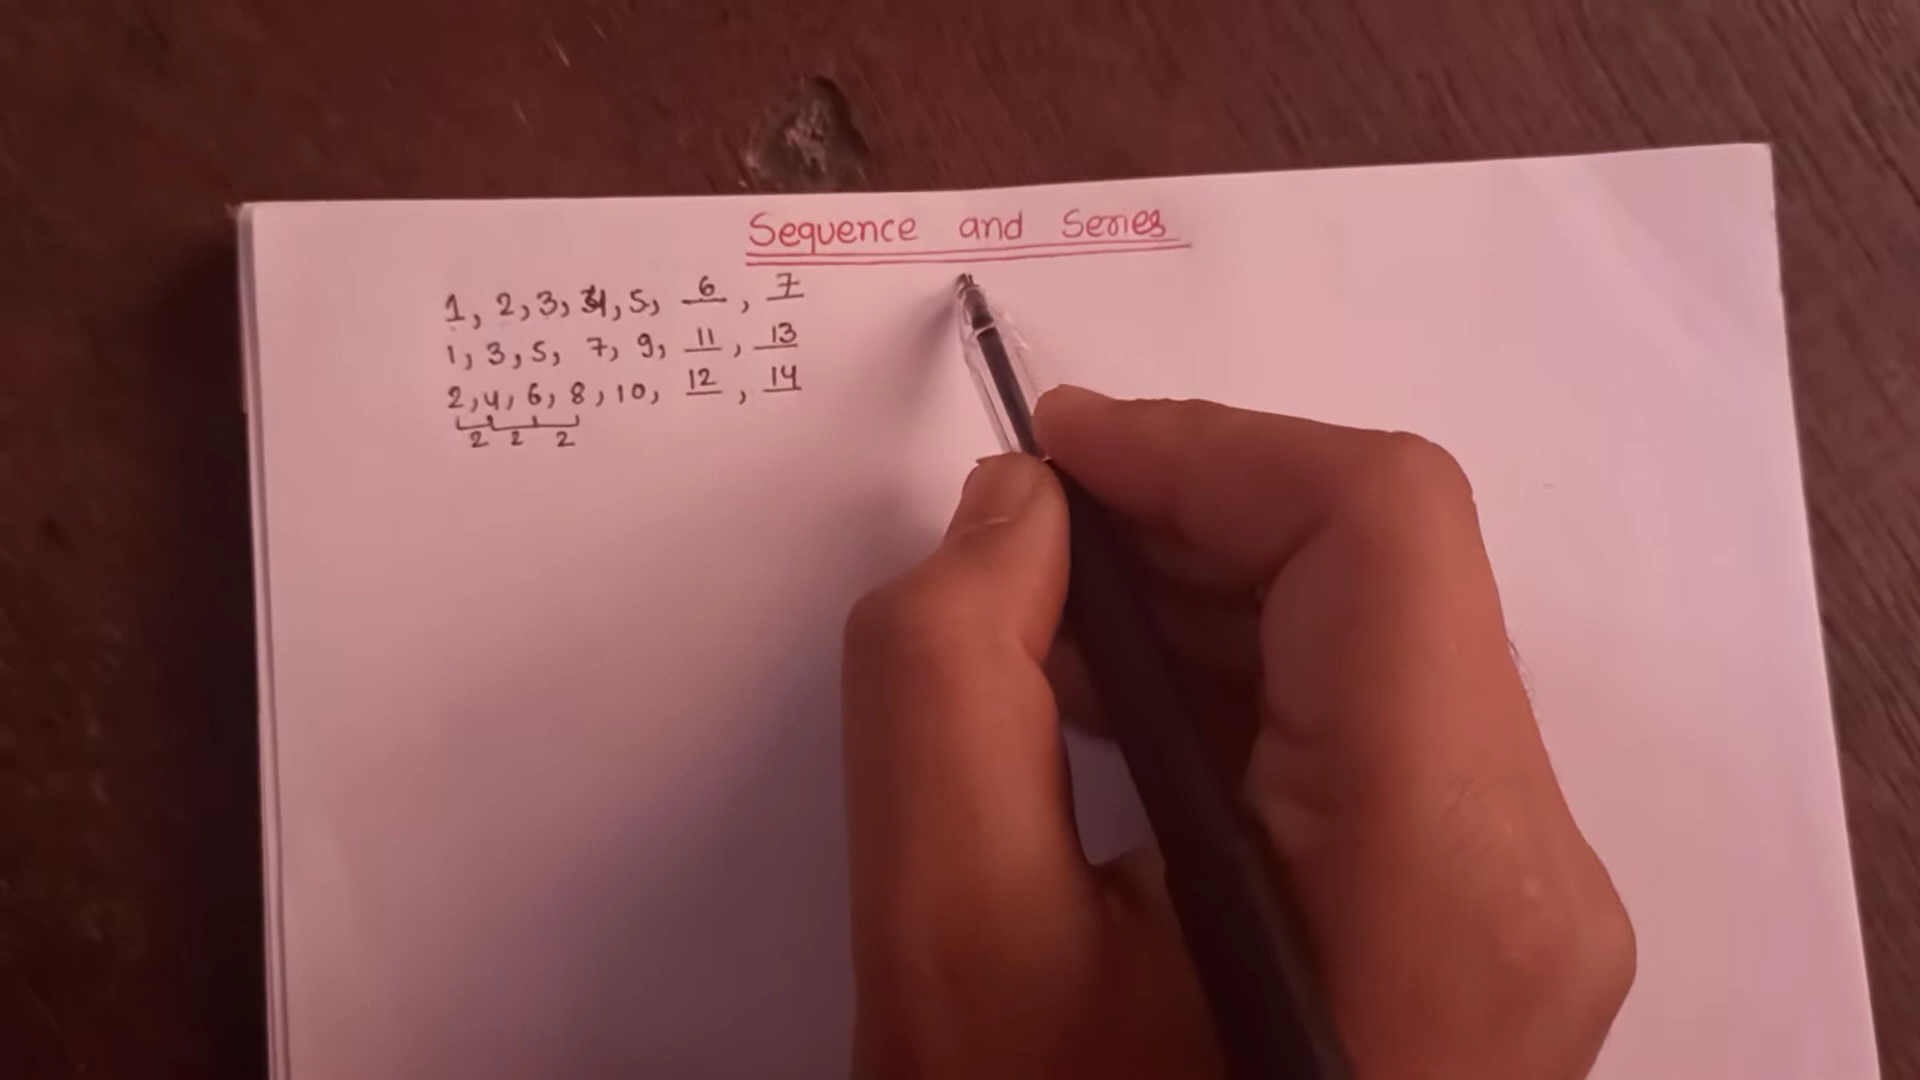 Sequence and Series
1, 2, 3, 4, 5, 6, 7
1, 3, 5, 7, 9, 11, 13
2, 4, 6, 8, 10, 12, 14
2 2 2